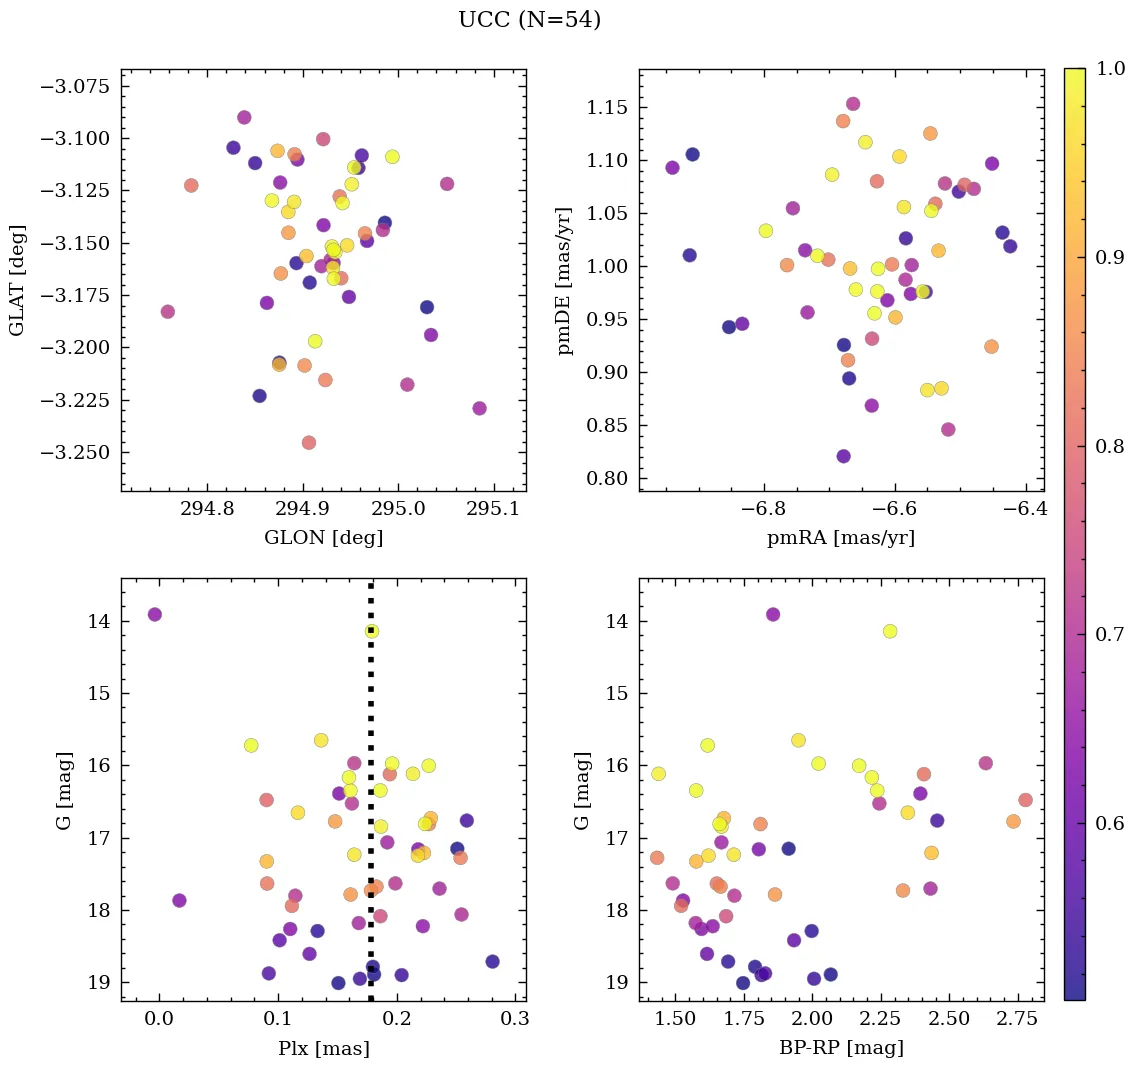 UCC (N=54)
−3.075
−3.100
−3.125
−3.150
−3.175
−3.200
−3.225
−3.250
GLAT [deg]
294.8 294.9 295.0 295.1
GLON [deg]
1.15
1.10
1.05
1.00
0.95
0.90
0.85
0.80
pmDE [mas/yr]
−6.8 −6.6 −6.4
pmRA [mas/yr]
14
15
16
17
18
19
G [mag]
0.0 0.1 0.2 0.3
Plx [mas]
14
15
16
17
18
19
G [mag]
1.50 1.75 2.00 2.25 2.50 2.75
BP-RP [mag]
1.0
0.9
0.8
0.7
0.6